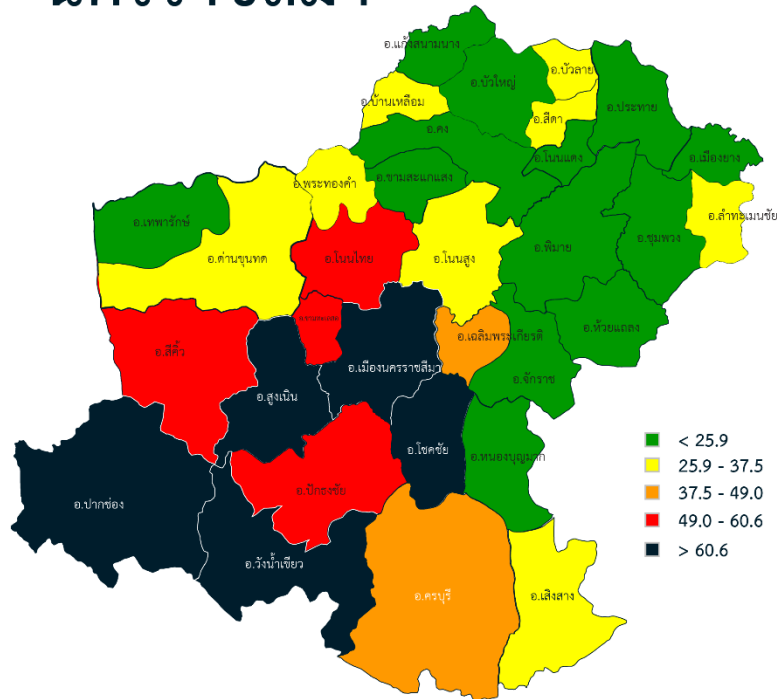 อ.แก้งสนามนาง
อ.บัวใหญ่
อ.บัวลาย
อ.บ้านเหลื่อม
อ.สีดา
อ.ประทาย
อ.คง
อ.โนนแดง
อ.เมืองยาง
อ.พระทองคำ
อ.ขามสะแกแสง
อ.เทพารักษ์
อ.ลำทะเมนชัย
อ.ด่านขุนทด
อ.โนนไทย
อ.โนนสูง
อ.พิมาย
อ.ชุมพวง
อ.เฉลิมพระเกียรติ
อ.ห้วยแถลง
อ.สีคิ้ว
อ.เมืองนครราชสีมา
อ.จักราช
อ.สูงเนิน
อ.โชคชัย
อ.หนองบุญมาก
อ.ปักธงชัย
อ.ปากช่อง
อ.วังน้ำเขียว
อ.ครบุรี
อ.เสิงสาง
< 25.9
25.9 - 37.5
37.5 - 49.0
49.0 - 60.6
> 60.6